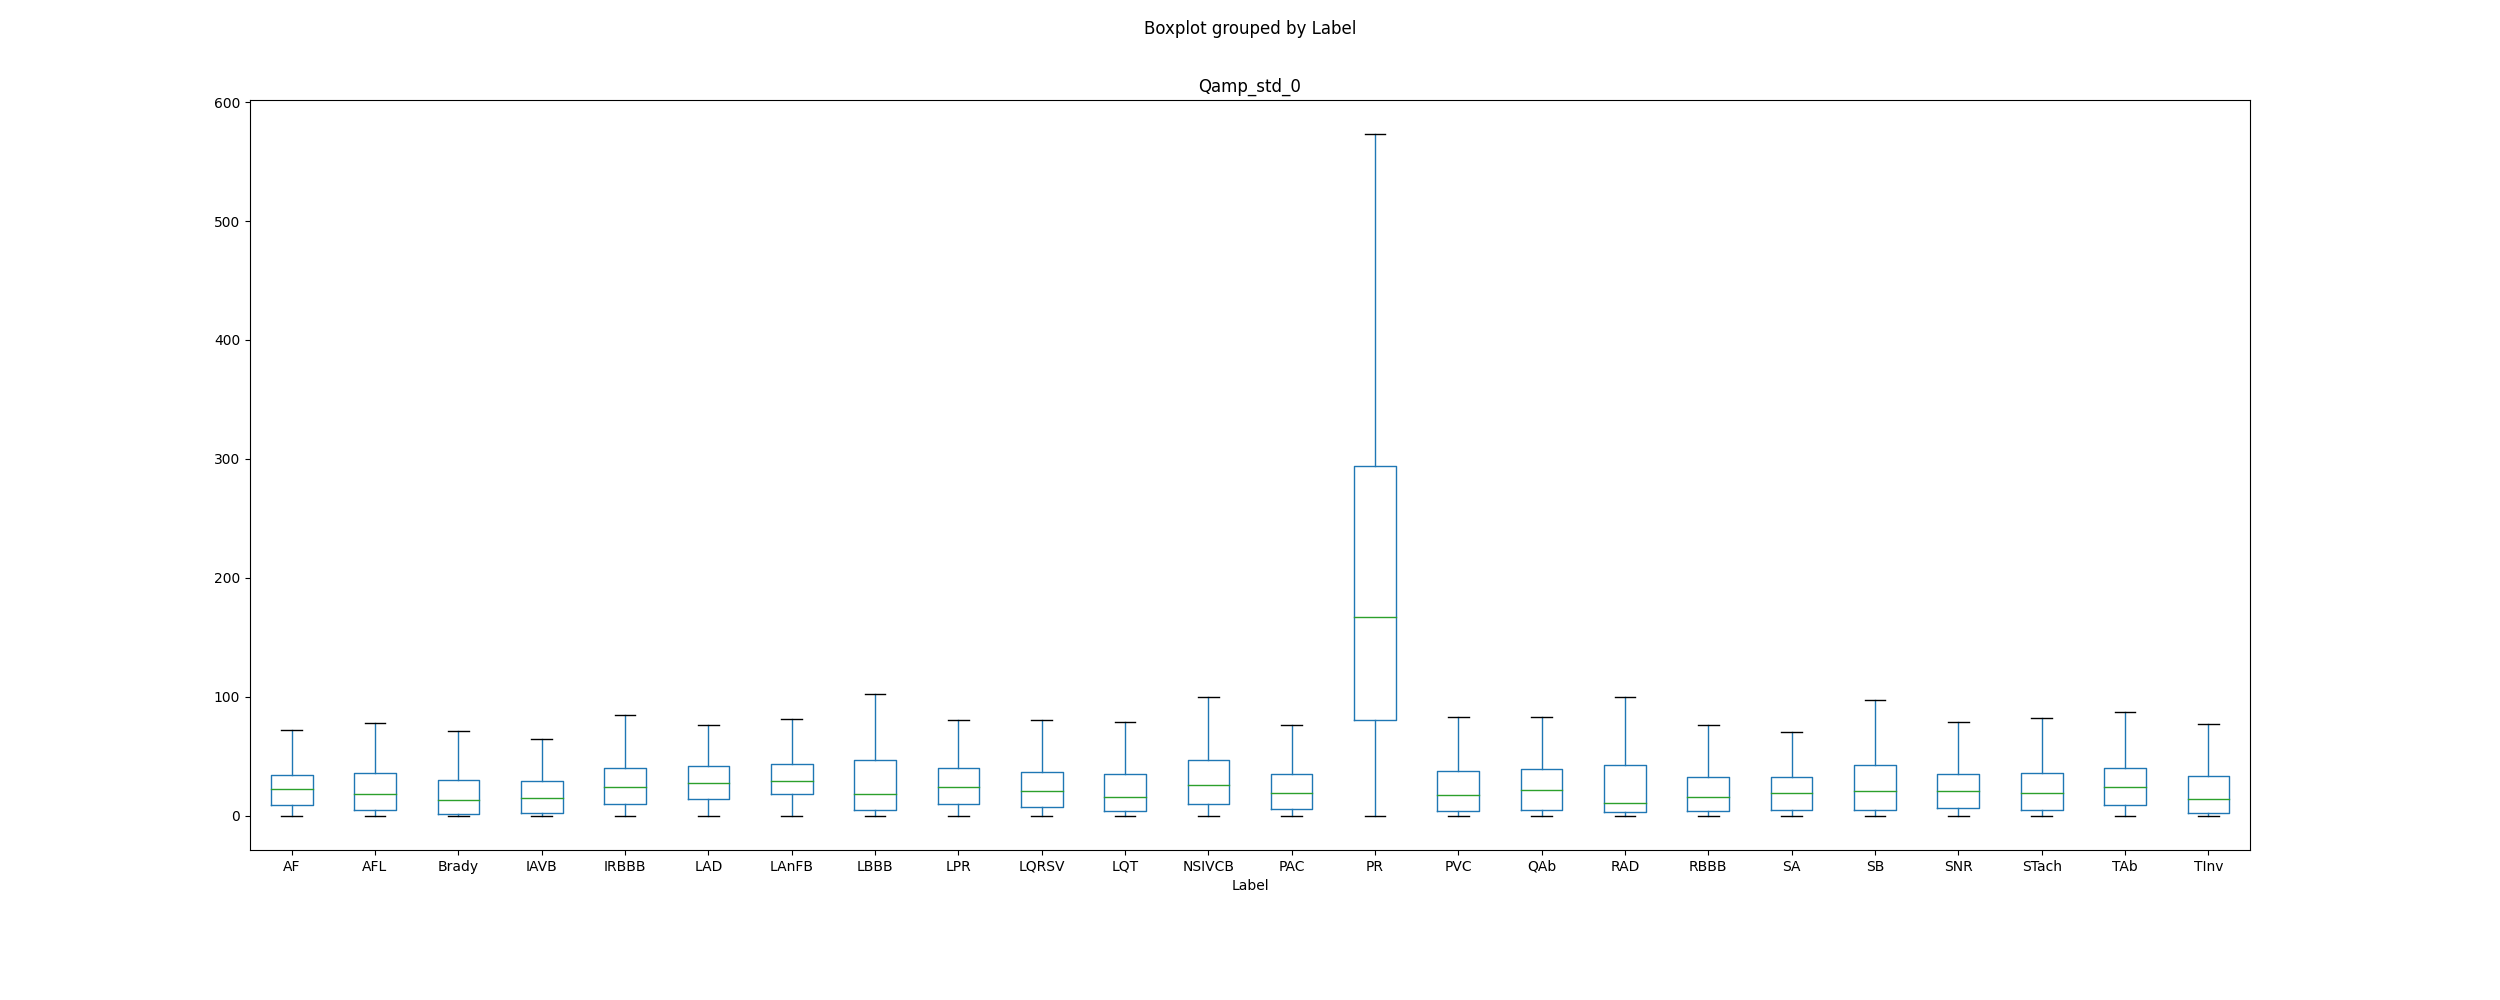 Boxplot grouped by Label
Qamp_std_0
600
500
400
300
200
100
0
AF AFL Brady IAVB IRBBB LAD LAnFB LBBB LPR LQRSV LQT NSIVCB PAC PR PVC QAb RAD RBBB SA SB SNR STach TAb TInv
Label